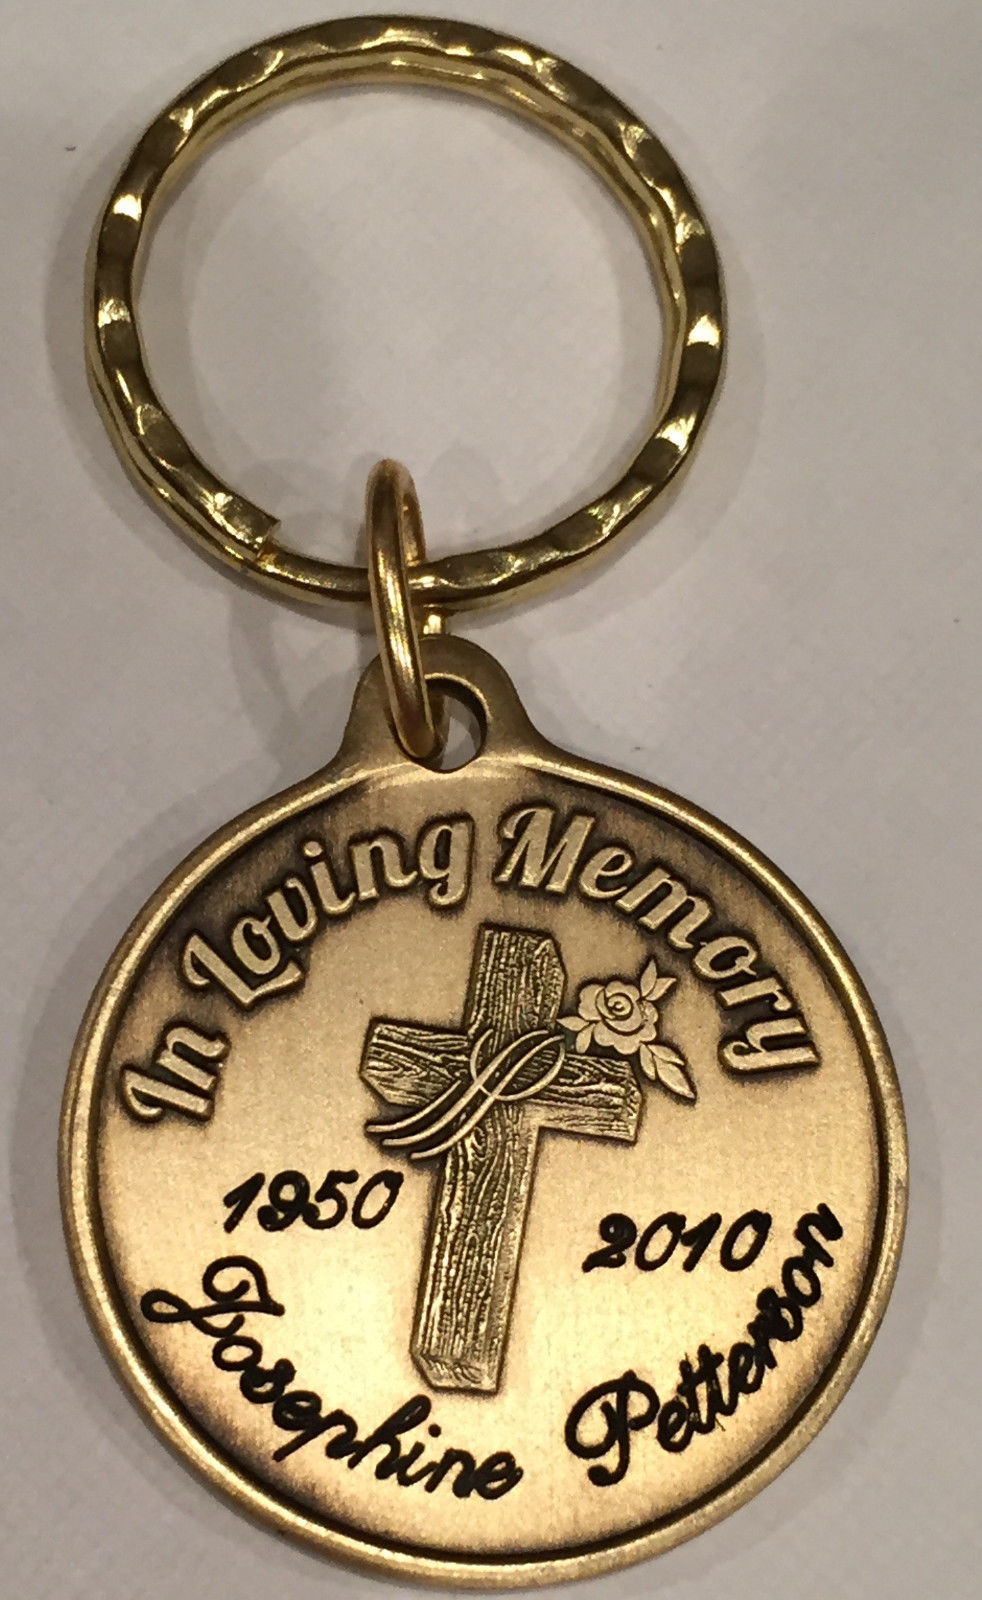 In Loving Memory
1950
2010
Josephine Petterson